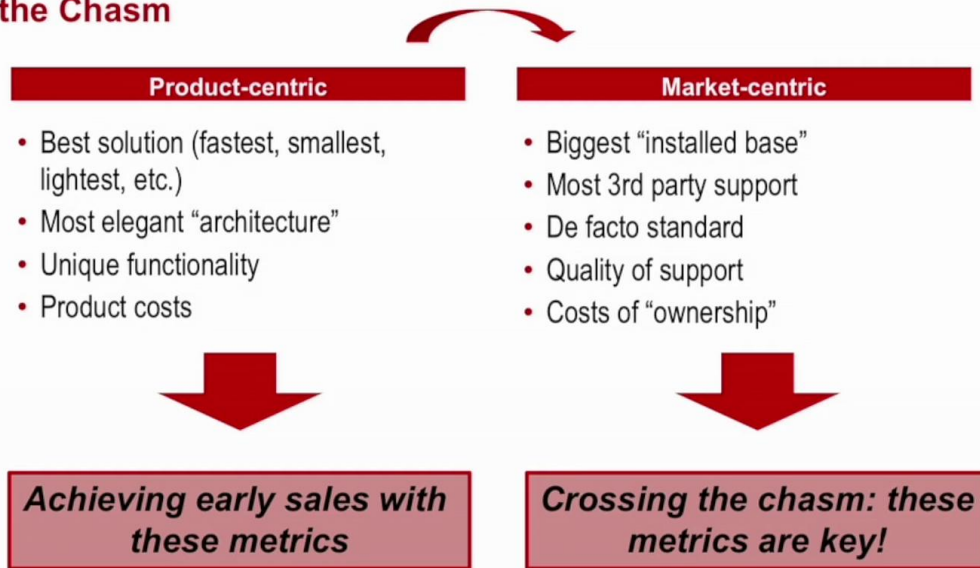 the Chasm
Product-centric
• Best solution (fastest, smallest,
lightest, etc.)
• Most elegant “architecture”
• Unique functionality
• Product costs
Achieving early sales with
these metrics
Market-centric
• Biggest “installed base”
• Most 3rd party support
• De facto standard
• Quality of support
• Costs of “ownership”
Crossing the chasm: these
metrics are key!